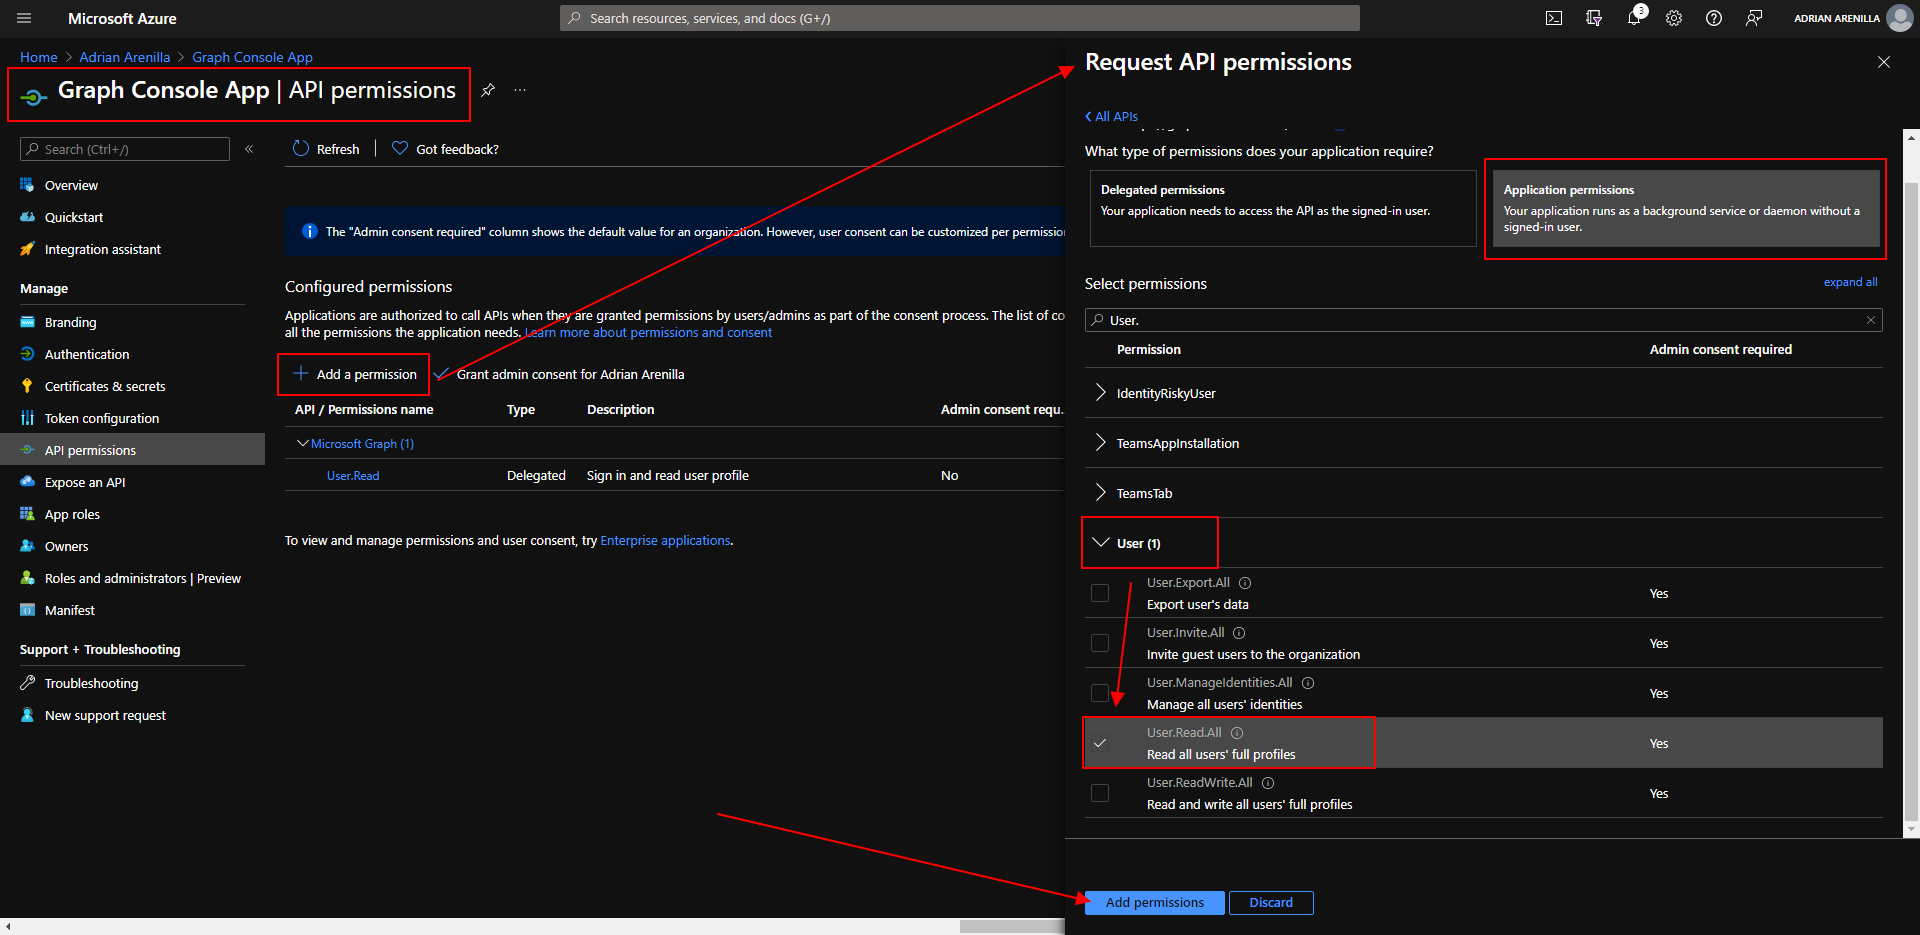 Microsoft Azure
Search resources, services, and docs (G+/)
3
ADRIAN ARENILLA
Home > Adrian Arenilla > Graph Console App
Graph Console App | API permissions
Search (Ctrl+/)
Overview
Quickstart
Integration assistant
Manage
Branding
Authentication
Certificates & secrets
Token configuration
API permissions
Expose an API
App roles
Owners
Roles and administrators | Preview
Manifest
Support + Troubleshooting
Troubleshooting
New support request
Refresh
Got feedback?
The "Admin consent required" column shows the default value for an organization. However, user consent can be customized per permissio
Configured permissions
Applications are authorized to call APIs when they are granted permissions by users/admins as part of the consent process. The list of co
all the permissions the application needs. Learn more about permissions and consent
Add a permission
Grant admin consent for Adrian Arenilla
API / Permissions name Type Description Admin consent requ...
Microsoft Graph (1)
User.Read Delegated Sign in and read user profile No
To view and manage permissions and user consent, try Enterprise applications.
Request API permissions
All APIs
What type of permissions does your application require?
Delegated permissions
Your application needs to access the API as the signed-in user.
Application permissions
Your application runs as a background service or daemon without a
signed-in user.
Select permissions
expand all
User.
Permission Admin consent required
IdentityRiskyUser
TeamsAppInstallation
TeamsTab
User (1)
User.Export.All
Export user's data
Yes
User.Invite.All
Invite guest users to the organization
Yes
User.ManageIdentities.All
Manage all users' identities
Yes
User.Read.All
Read all users' full profiles
Yes
User.ReadWrite.All
Read and write all users' full profiles
Yes
Add permissions
Discard